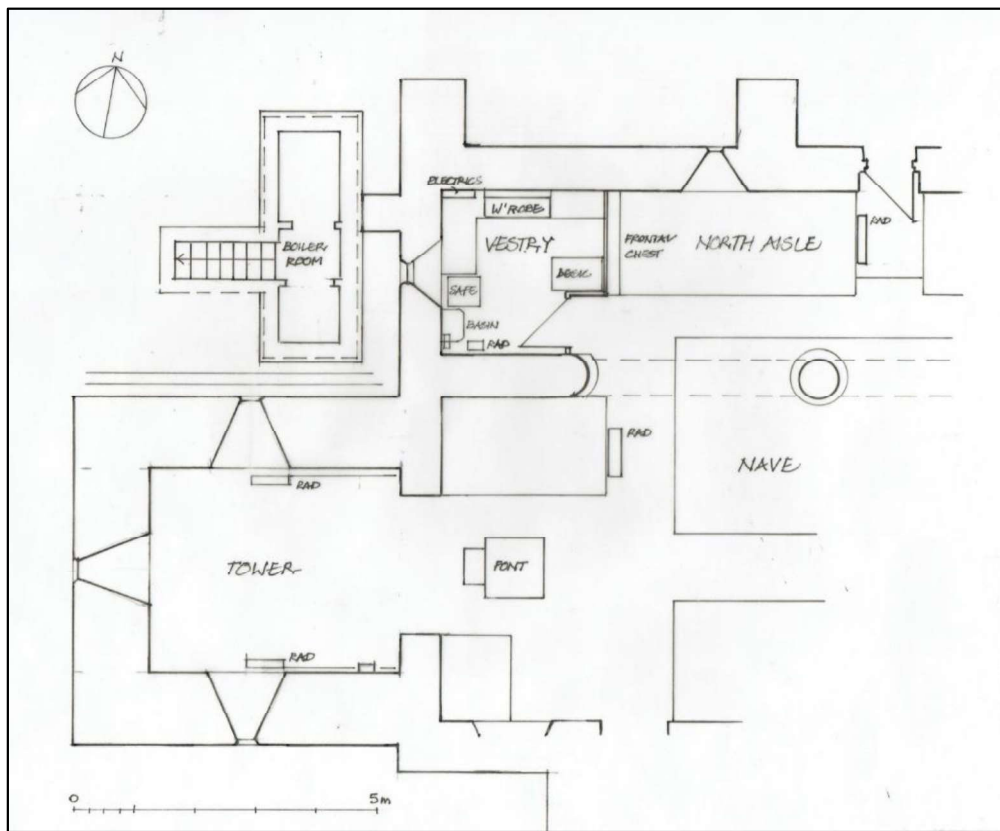 N
ELECTRICS
W'ROBE
VESTRY
FRONTAL
CHEST
NORTH AISLE
RAD
BOILER
ROOM
SAFE
DESK
BASIN
RAD
RAD
NAVE
RAD
TOWER
FONT
RAD
0
5m